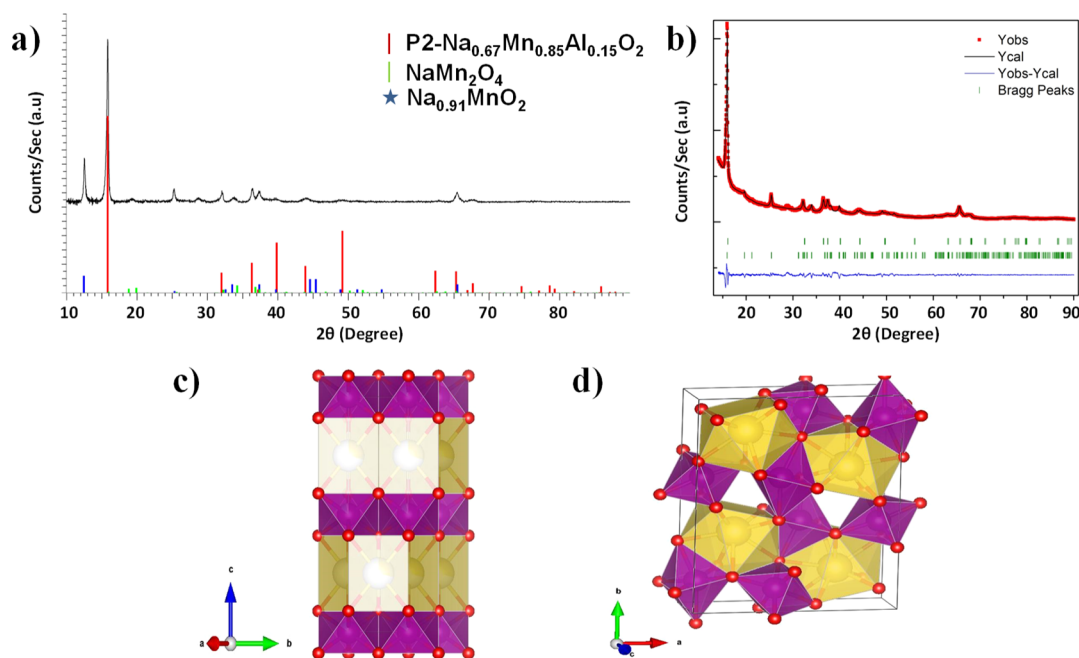 a)
P2-Na₀.₆₇Mn₀.₈₅Al₀.₁₅O₂
NaMn₂O₄
★ Na₀.₉₁MnO₂
Counts/Sec (a.u)
10 20 30 40 50 60 70 80
2θ (Degree)
b)
Yobs
Ycal
Yobs-Ycal
Bragg Peaks
Counts/Sec (a.u)
20 30 40 50 60 70 80 90
2θ (Degree)
c)
c
a
b
d)
b
a
c